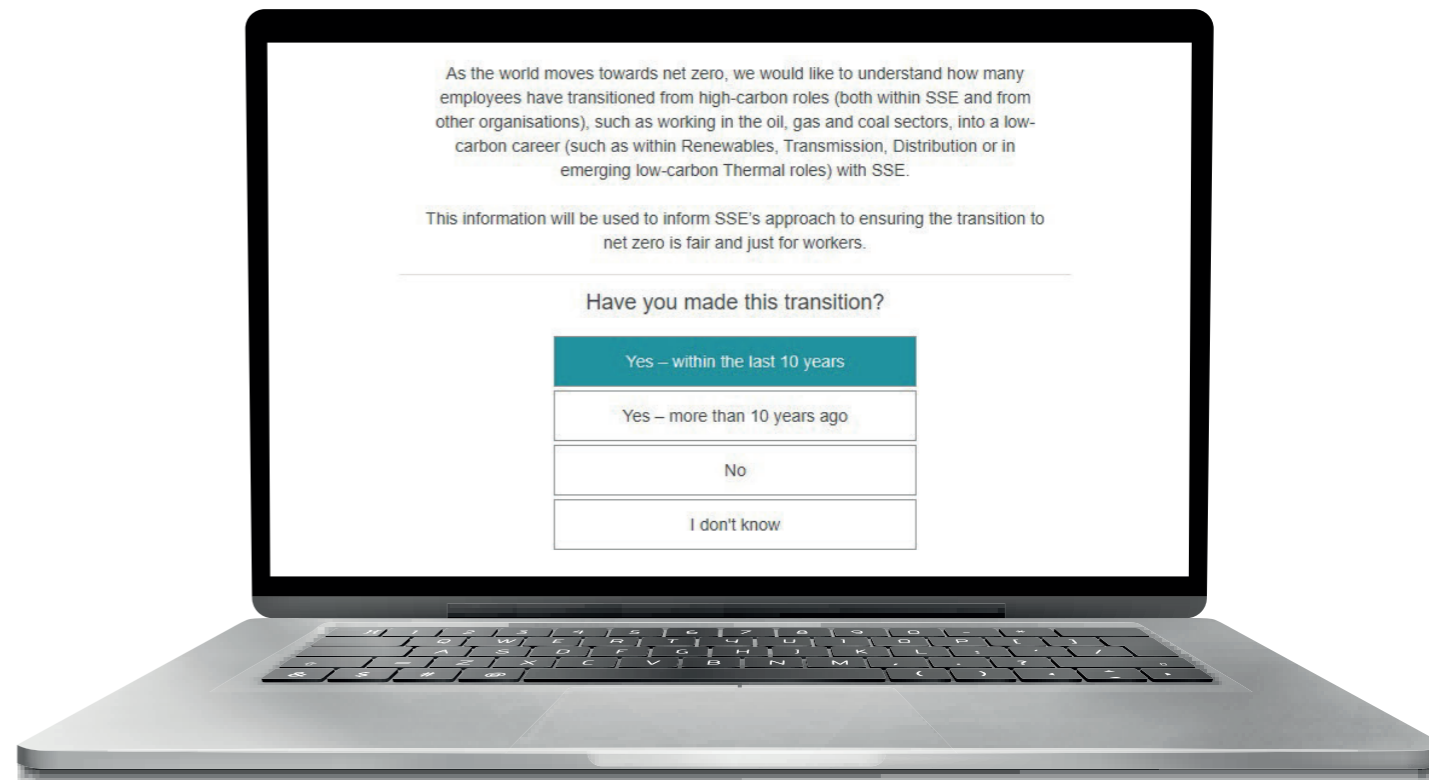 As the world moves towards net zero, we would like to understand how many
employees have transitioned from high-carbon roles (both within SSE and from
other organisations), such as working in the oil, gas and coal sectors, into a low-
carbon career (such as within Renewables, Transmission, Distribution or in
emerging low-carbon Thermal roles) with SSE.
This information will be used to inform SSE's approach to ensuring the transition to
net zero is fair and just for workers.
Have you made this transition?
Yes – within the last 10 years
Yes – more than 10 years ago
No
I don't know